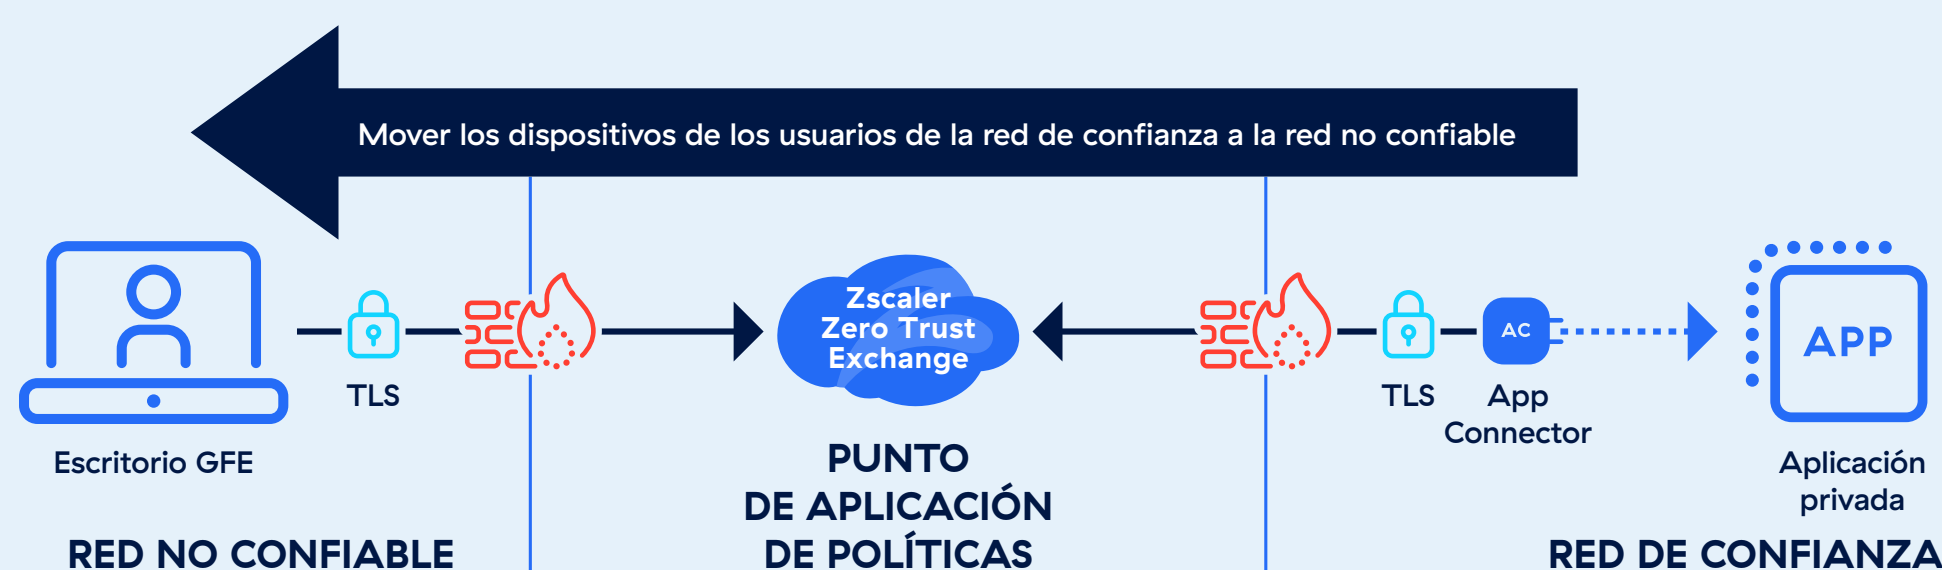 Mover los dispositivos de los usuarios de la red de confianza a la red no confiable
Zscaler
Zero Trust
Exchange
AC
APP
TLS
TLS
App
Connector
Escritorio GFE
PUNTO
DE APLICACIÓN
DE POLÍTICAS
Aplicación
privada
RED NO CONFIABLE
RED DE CONFIANZA